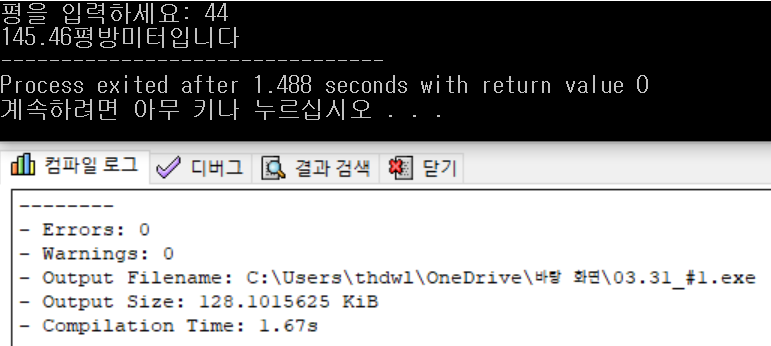 평을 입력하세요: 44
145.46평방미터입니다
--------------------------------
Process exited after 1.488 seconds with return value 0
계속하려면 아무 키나 누르십시오 . . .
컴파일 로그 디버그 결과 검색 닫기
--------
- Errors: 0
- Warnings: 0
- Output Filename: C:\Users\thdwl\OneDrive\바탕 화면\03.31_#1.exe
- Output Size: 128.1015625 KiB
- Compilation Time: 1.67s